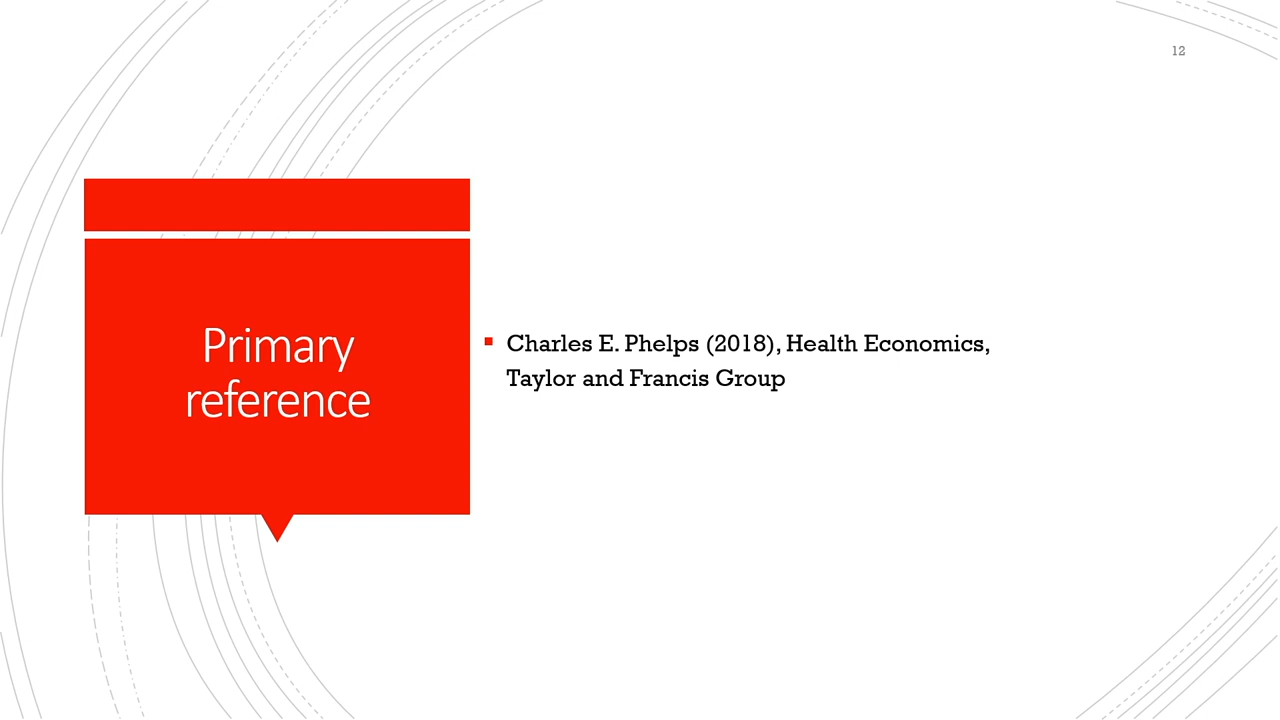 12
Primary
reference
Charles E. Phelps (2018), Health Economics,
Taylor and Francis Group